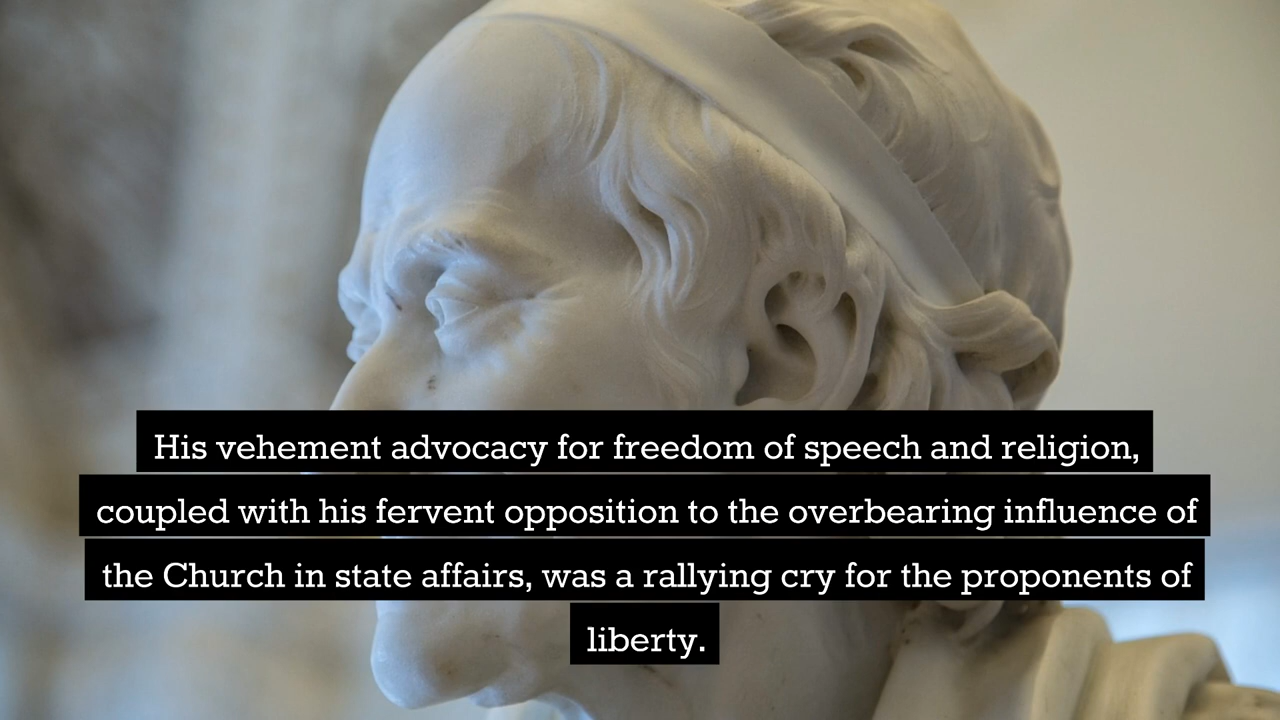 His vehement advocacy for freedom of speech and religion,
coupled with his fervent opposition to the overbearing influence of
the Church in state affairs, was a rallying cry for the proponents of
liberty.